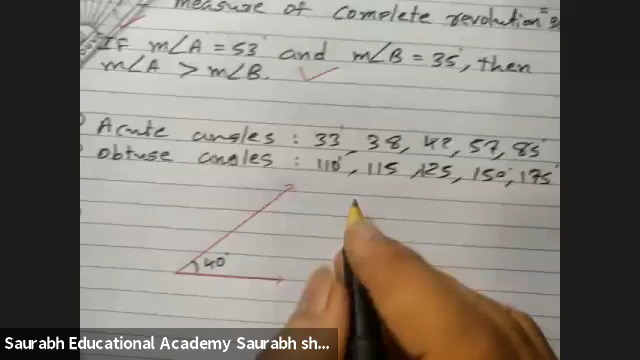 measure of complete revolution =
If m∠A = 53° and m∠B = 35°, then
m∠A > m∠B.
Acute angles : 33°, 38, 42, 57, 85°
Obtuse angles : 110°, 115, 125, 150°, 175°
40°
Saurabh Educational Academy Saurabh sh...